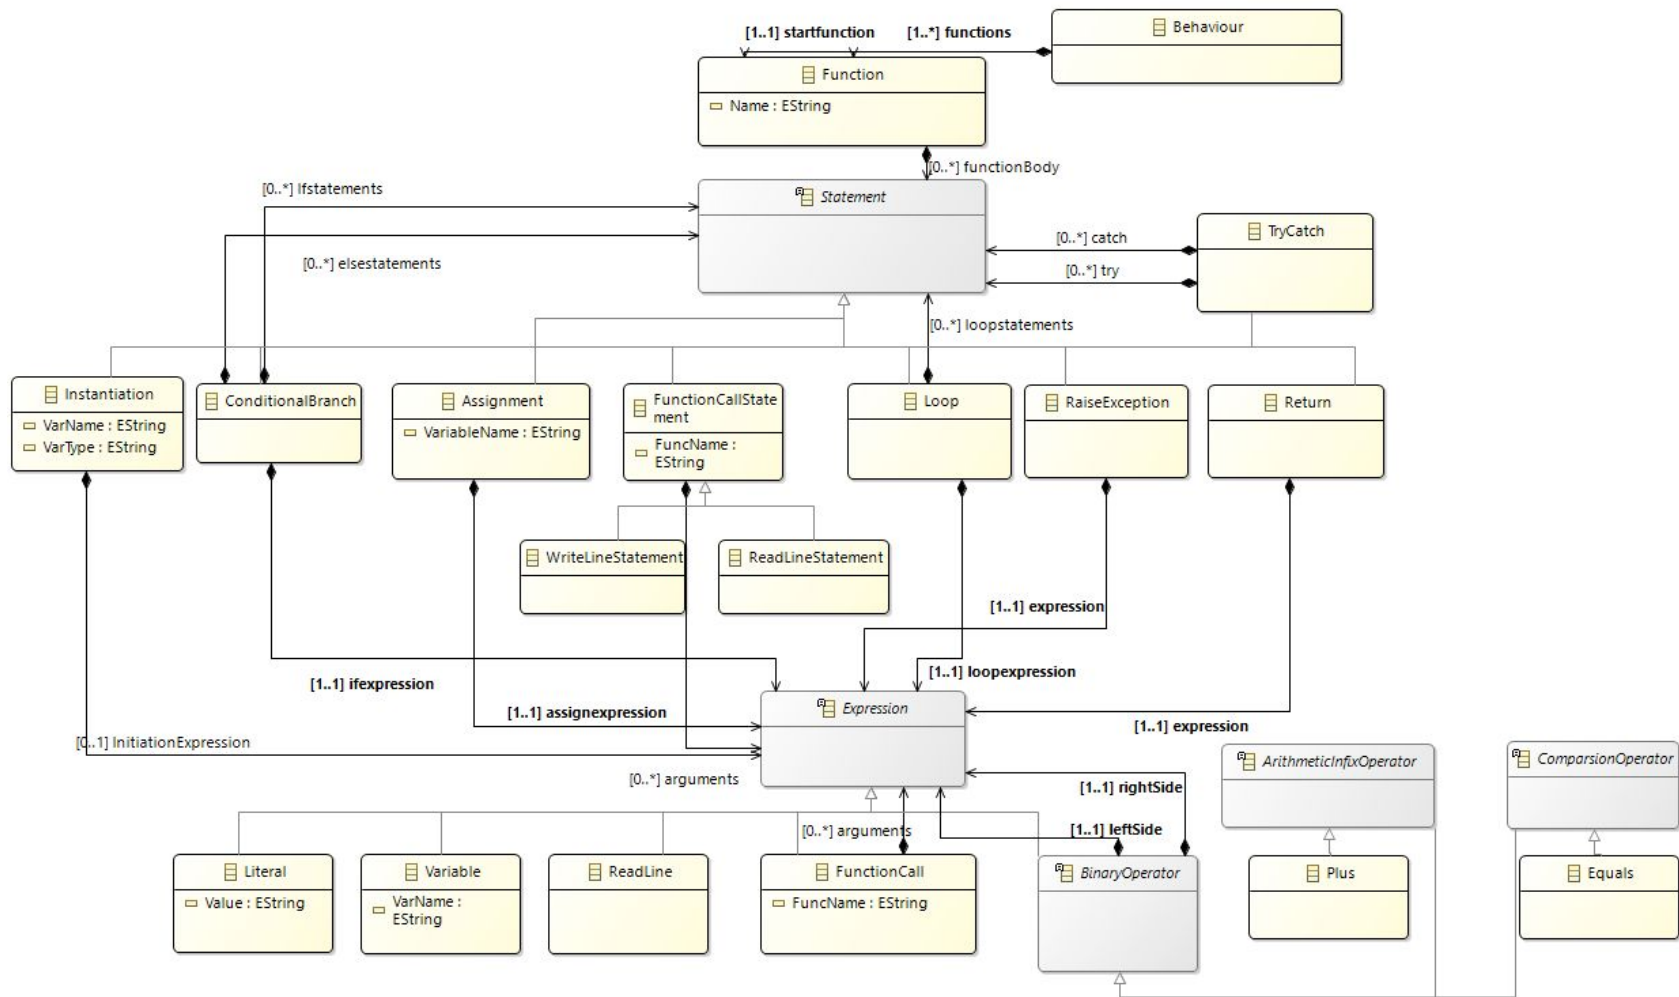 Behaviour
[1..1] startfunction
[1..*] functions
Function
Name : EString
[0..*] functionBody
Statement
[0..*] Ifstatements
[0..*] elsestatements
TryCatch
[0..*] catch
[0..*] try
[0..*] loopstatements
Instantiation
VarName : EString
VarType : EString
ConditionalBranch
Assignment
VariableName : EString
FunctionCallState
ment
FuncName :
EString
Loop
RaiseException
Return
WriteLineStatement
ReadLineStatement
[1..1] expression
[1..1] ifexpression
[1..1] loopexpression
[1..1] assignexpression
Expression
[1..1] expression
[0..1] InitiationExpression
[0..*] arguments
ArithmeticInfixOperator
ComparsionOperator
[1..1] rightSide
[0..*] arguments
[1..1] leftSide
Literal
Value : EString
Variable
VarName :
EString
ReadLine
FunctionCall
FuncName : EString
BinaryOperator
Plus
Equals